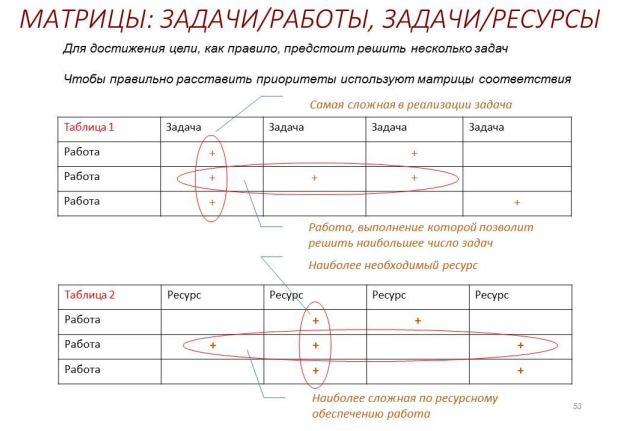 МАТРИЦЫ: ЗАДАЧИ/РАБОТЫ, ЗАДАЧИ/РЕСУРСЫ
Для достижения цели, как правило, предстоит решить несколько задач
Чтобы правильно расставить приоритеты используют матрицы соответствия
Самая сложная в реализации задача
Таблица 1 Задача Задача Задача Задача
Работа + +
Работа + + +
Работа + +
Работа, выполнение которой позволит
решить наибольшее число задач
Наиболее необходимый ресурс
Таблица 2 Ресурс Ресурс Ресурс Ресурс
Работа + +
Работа + + +
Работа + +
Наиболее сложная по ресурсному
обеспечению работа
53